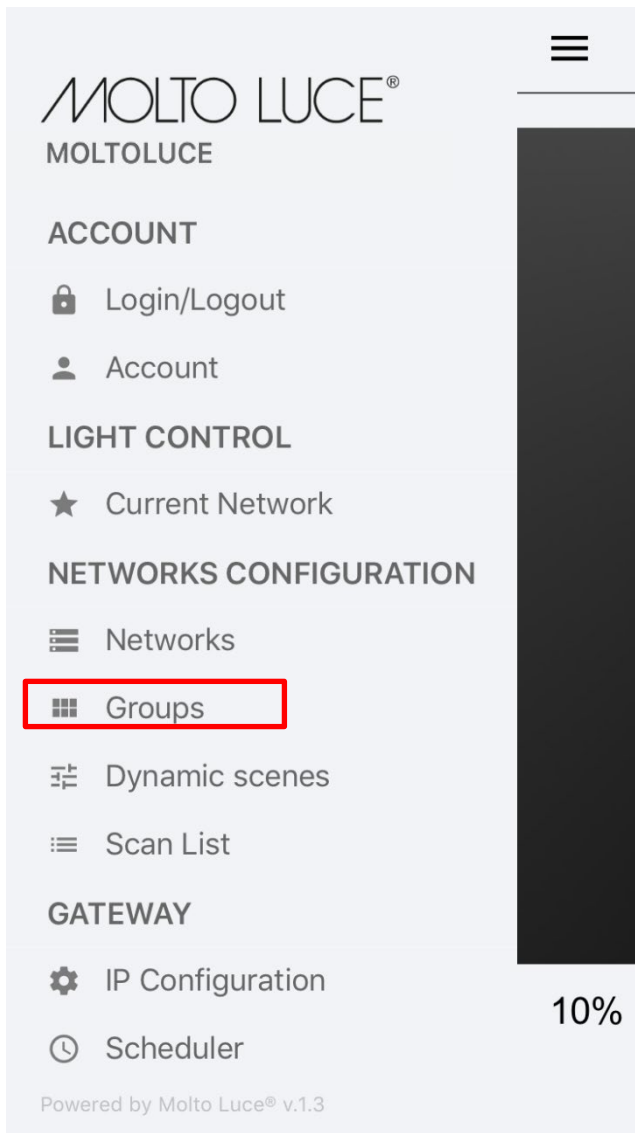 MOLTO LUCE®
MOLTOLUCE
ACCOUNT
Login/Logout
Account
LIGHT CONTROL
Current Network
NETWORKS CONFIGURATION
Networks
Groups
Dynamic scenes
Scan List
GATEWAY
IP Configuration
10%
Scheduler
Powered by Molto Luce® v.1.3